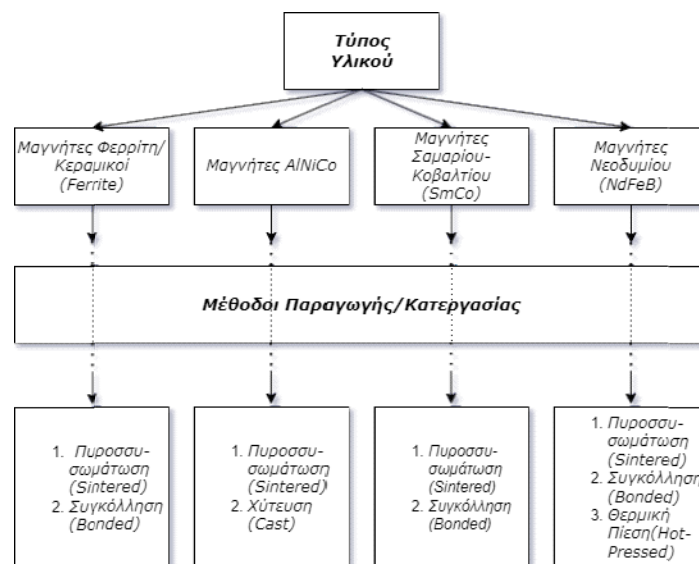 Τύπος
Υλικού
Μαγνήτες Φερρίτη/
Κεραμικοί
(Ferrite)
Μαγνήτες AlNiCo
Μαγνήτες
Σαμαρίου-
Κοβαλτίου
(SmCo)
Μαγνήτες
Νεοδυμίου
(NdFeB)
Μέθοδοι Παραγωγής/Κατεργασίας
1. Πυροσσυ-
σωμάτωση
(Sintered)
2. Συγκόλληση
(Bonded)
1. Πυροσσυ-
σωμάτωση
(Sintered)
2. Χύτευση
(Cast)
1. Πυροσσυ-
σωμάτωση
(Sintered)
2. Συγκόλληση
(Bonded)
1. Πυροσσυ-
σωμάτωση
(Sintered)
2. Συγκόλληση
(Bonded)
3. Θερμική
Πίεση(Hot-
Pressed)